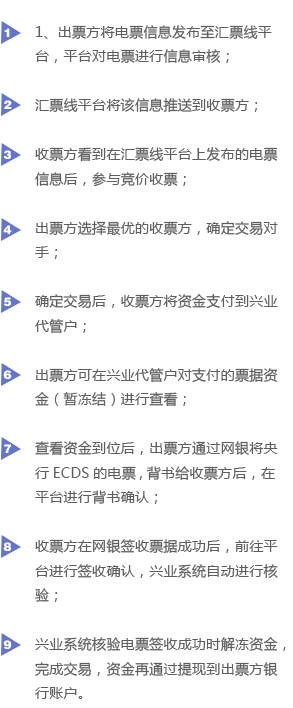 1 1、出票方将电票信息发布至汇票线平
台，平台对电票进行信息审核；
2 汇票线平台将该信息推送到收票方；
3 收票方看到在汇票线平台上发布的电票
信息后，参与竞价收票；
4 出票方选择最优的收票方，确定交易对
手；
5 确定交易后，收票方将资金支付到兴业
代管户；
6 出票方可在兴业代管户对支付的票据资
金（暂冻结）进行查看；
7 查看资金到位后，出票方通过网银将央
行 ECDS 的电票，背书给收票方后，在
平台进行背书确认；
8 收票方在网银签收票据成功后，前往平
台进行签收确认，兴业系统自动进行核
验；
9 兴业系统核验电票签收成功时解冻资金，
完成交易，资金再通过提现到出票方银
行账户。